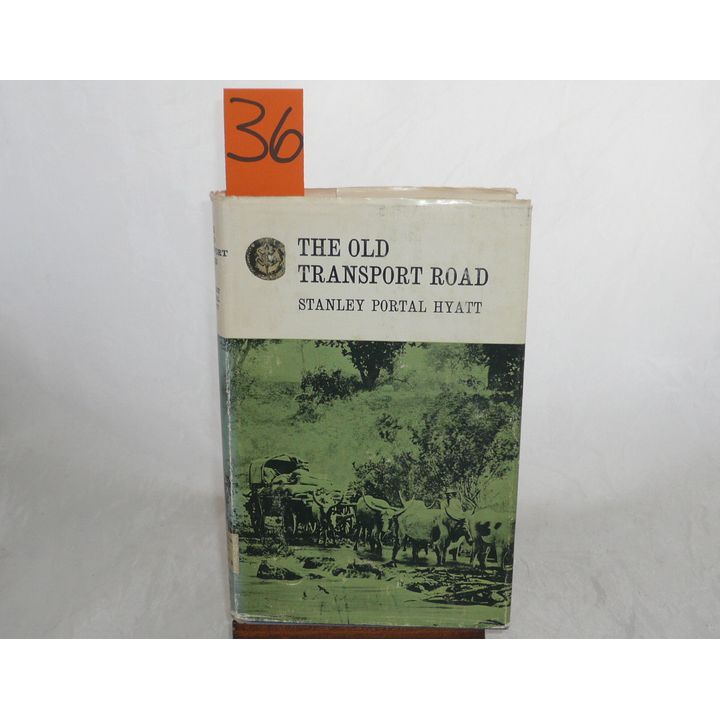 36
THE OLD
TRANSPORT ROAD
STANLEY PORTAL HYATT